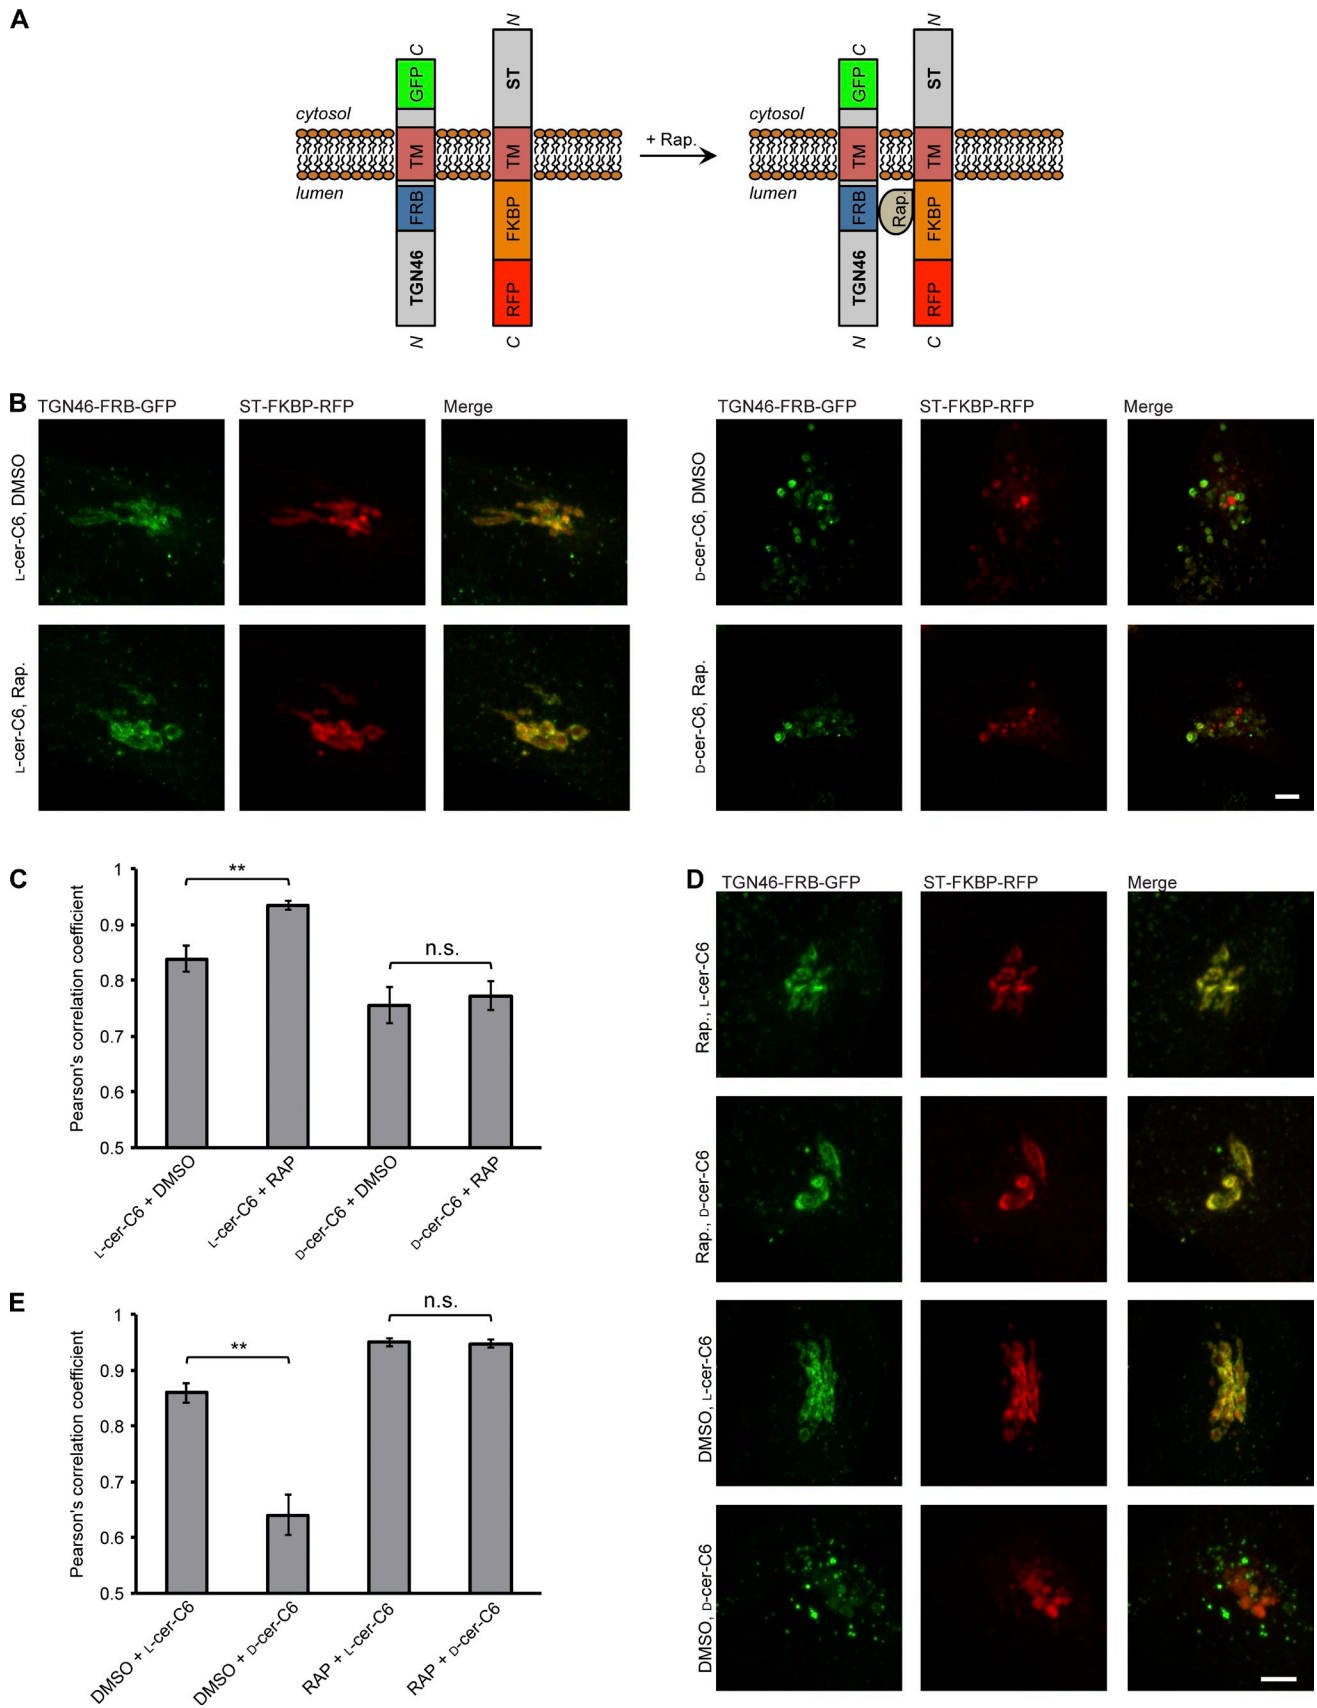 A
C
GFP
TM
FRB
TGN46
N
N
ST
TM
FKBP
RFP
C
cytosol
lumen
+ Rap.
C
GFP
TM
FRB
TGN46
N
Rap.
N
ST
TM
FKBP
RFP
C
cytosol
lumen
B
TGN46-FRB-GFP ST-FKBP-RFP Merge
L-cer-C6, DMSO
L-cer-C6, Rap.
TGN46-FRB-GFP ST-FKBP-RFP Merge
D-cer-C6, DMSO
D-cer-C6, Rap.
C
Pearson's correlation coefficient
1
0.9
0.8
0.7
0.6
0.5
**
n.s.
L-cer-C6 + DMSO
L-cer-C6 + RAP
D-cer-C6 + DMSO
D-cer-C6 + RAP
D
TGN46-FRB-GFP ST-FKBP-RFP Merge
Rap., L-cer-C6
Rap., D-cer-C6
DMSO, L-cer-C6
DMSO, D-cer-C6
E
Pearson's correlation coefficient
1
0.9
0.8
0.7
0.6
0.5
**
n.s.
DMSO + L-cer-C6
DMSO + D-cer-C6
RAP + L-cer-C6
RAP + D-cer-C6